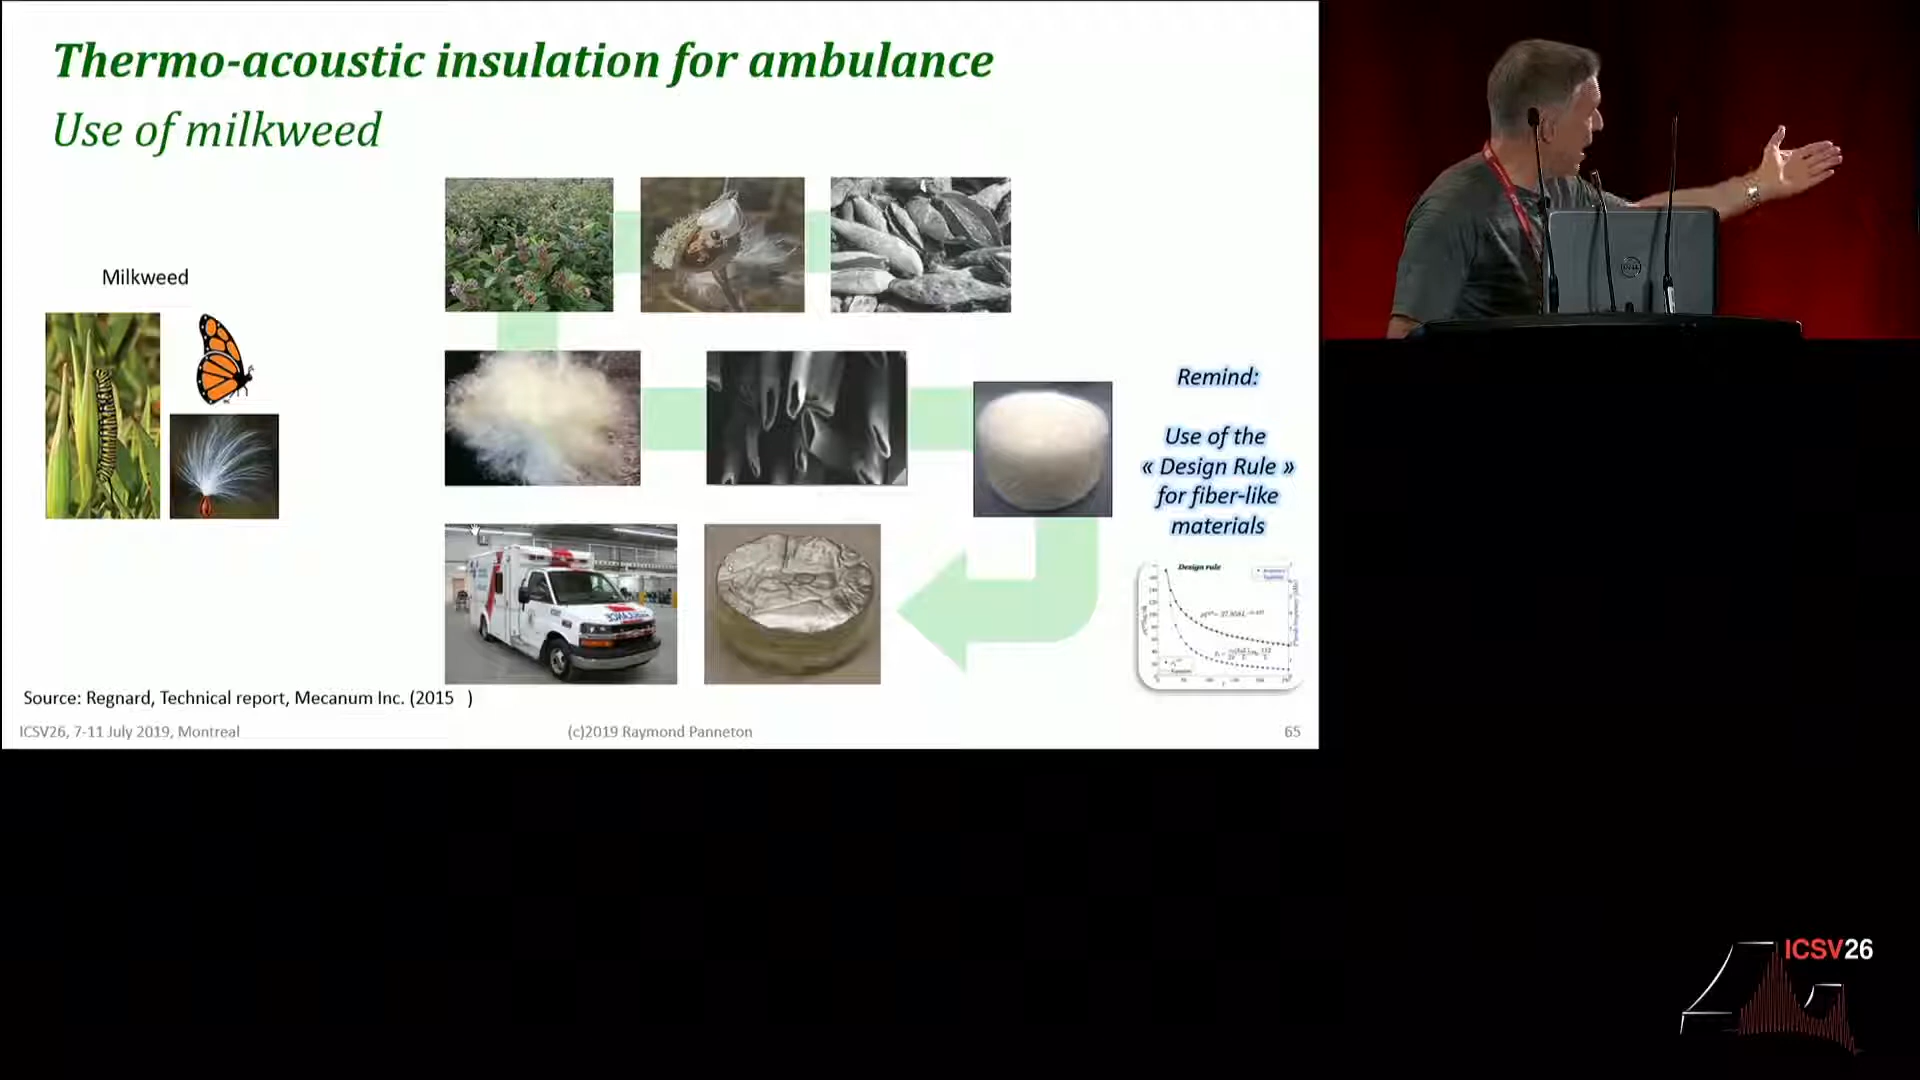 Thermo-acoustic insulation for ambulance
Use of milkweed
Milkweed
Remind:
Use of the
« Design Rule »
for fiber-like
materials
Design rule
Source: Regnard, Technical report, Mecanum Inc. (2015 )
ICSV26, 7-11 July 2019, Montreal
(c)2019 Raymond Panneton
65
DELL
ICSV26